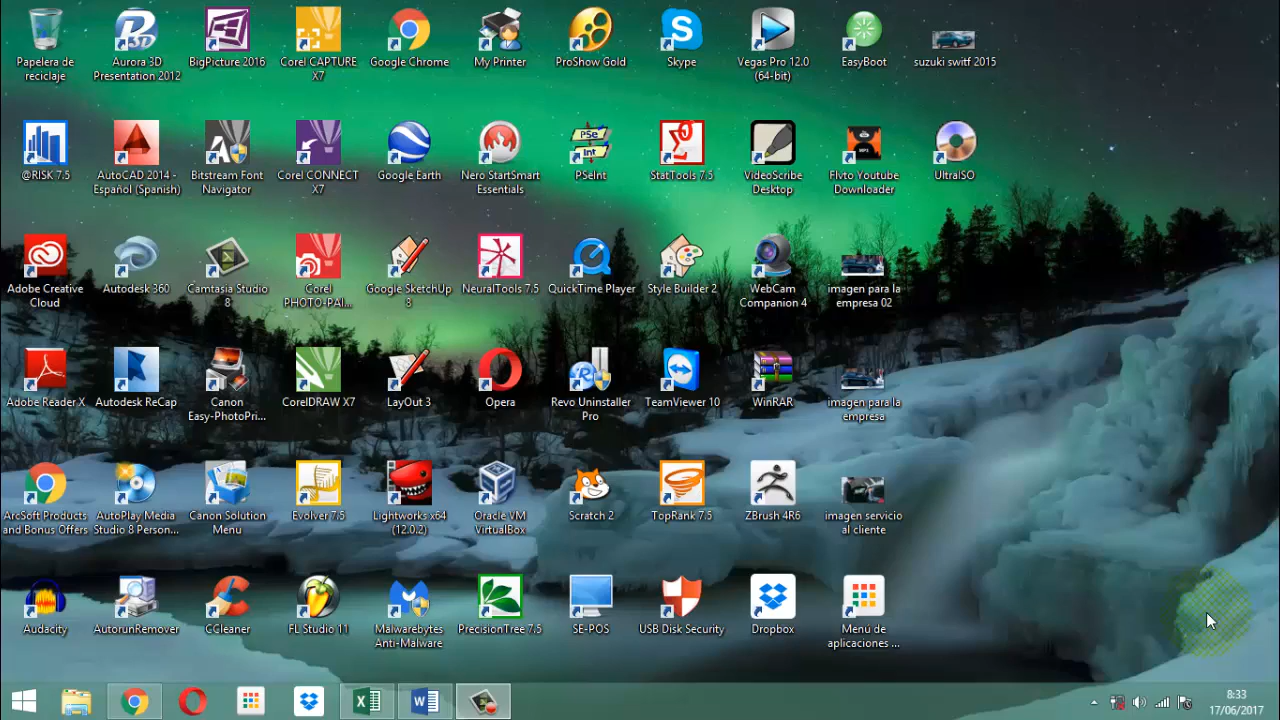 Papelera de
reciclaje
Aurora 3D
Presentation 2012
BigPicture 2016
Corel CAPTURE
X7
Google Chrome
My Printer
ProShow Gold
Skype
Vegas Pro 12.0
(64-bit)
EasyBoot
suzuki switf 2015
@RISK 7.5
AutoCAD 2014 -
Español (Spanish)
Bitstream Font
Navigator
Corel CONNECT
X7
Google Earth
Nero StartSmart
Essentials
PSeInt
StatTools 7.5
VideoScribe
Desktop
Flvto Youtube
Downloader
UltraISO
Adobe Creative
Cloud
Autodesk 360
Camtasia Studio
8
Corel
PHOTO-PAI...
Google SketchUp
8
NeuralTools 7.5
QuickTime Player
Style Builder 2
WebCam
Companion 4
imagen para la
empresa 02
Adobe Reader X
Autodesk ReCap
Canon
Easy-PhotoPri...
CorelDRAW X7
LayOut 3
Opera
Revo Uninstaller
Pro
TeamViewer 10
WinRAR
imagen para la
empresa
ArcSoft Products
and Bonus Offers
AutoPlay Media
Studio 8 Person...
Canon Solution
Menu
Evolver 7.5
Lightworks x64
(12.0.2)
Oracle VM
VirtualBox
Scratch 2
TopRank 7.5
ZBrush 4R6
imagen servicio
al cliente
Audacity
AutorunRemover
CCleaner
FL Studio 11
Malwarebytes
Anti-Malware
PrecisionTree 7.5
SE-POS
USB Disk Security
Dropbox
Menú de
aplicaciones ...
8:33
17/06/2017